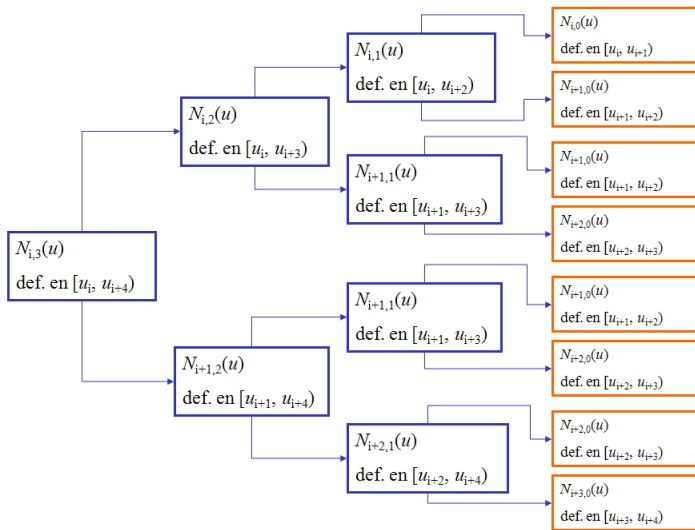 N_{i,3}(u)
def. en [u_i, u_{i+4})
N_{i,2}(u)
def. en [u_i, u_{i+3})
N_{i+1,2}(u)
def. en [u_{i+1}, u_{i+4})
N_{i,1}(u)
def. en [u_i, u_{i+2})
N_{i+1,1}(u)
def. en [u_{i+1}, u_{i+3})
N_{i+1,1}(u)
def. en [u_{i+1}, u_{i+3})
N_{i+2,1}(u)
def. en [u_{i+2}, u_{i+4})
N_{i,0}(u)
def. en [u_i, u_{i+1})
N_{i+1,0}(u)
def. en [u_{i+1}, u_{i+2})
N_{i+1,0}(u)
def. en [u_{i+1}, u_{i+2})
N_{i+2,0}(u)
def. en [u_{i+2}, u_{i+3})
N_{i+1,0}(u)
def. en [u_{i+1}, u_{i+2})
N_{i+2,0}(u)
def. en [u_{i+2}, u_{i+3})
N_{i+2,0}(u)
def. en [u_{i+2}, u_{i+3})
N_{i+3,0}(u)
def. en [u_{i+3}, u_{i+4})